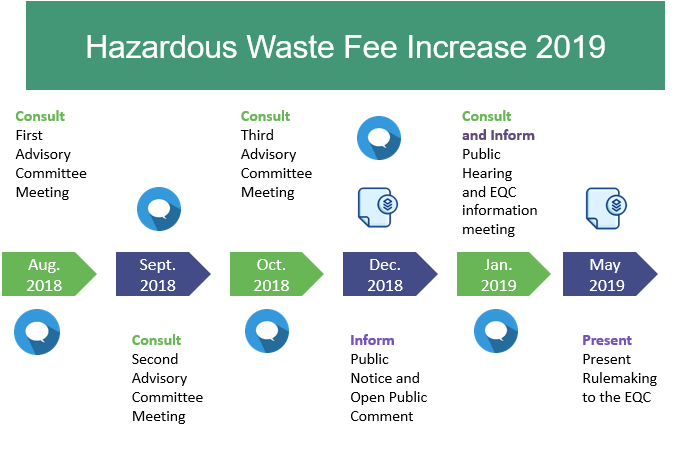 Hazardous Waste Fee Increase 2019
Consult
First
Advisory
Committee
Meeting
Consult
Third
Advisory
Committee
Meeting
Consult
and Inform
Public
Hearing
and EQC
information
meeting
Aug.
2018
Sept.
2018
Oct.
2018
Dec.
2018
Jan.
2019
May
2019
Consult
Second
Advisory
Committee
Meeting
Inform
Public
Notice and
Open Public
Comment
Present
Present
Rulemaking
to the EQC